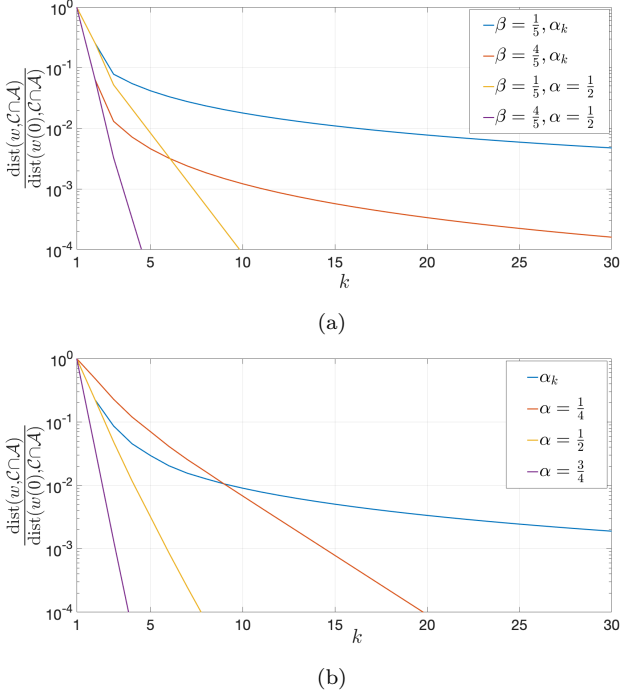 10^0
10^-1
10^-2
10^-3
10^-4
dist(w,C∩A)
dist(w(0),C∩A)
β = 1/5, α_k
β = 4/5, α_k
β = 1/5, α = 1/2
β = 4/5, α = 1/2
1 5 10 15 20 25 30
k
(a)
10^0
10^-1
10^-2
10^-3
10^-4
dist(w,C∩A)
dist(w(0),C∩A)
α_k
α = 1/4
α = 1/2
α = 3/4
1 5 10 15 20 25 30
k
(b)